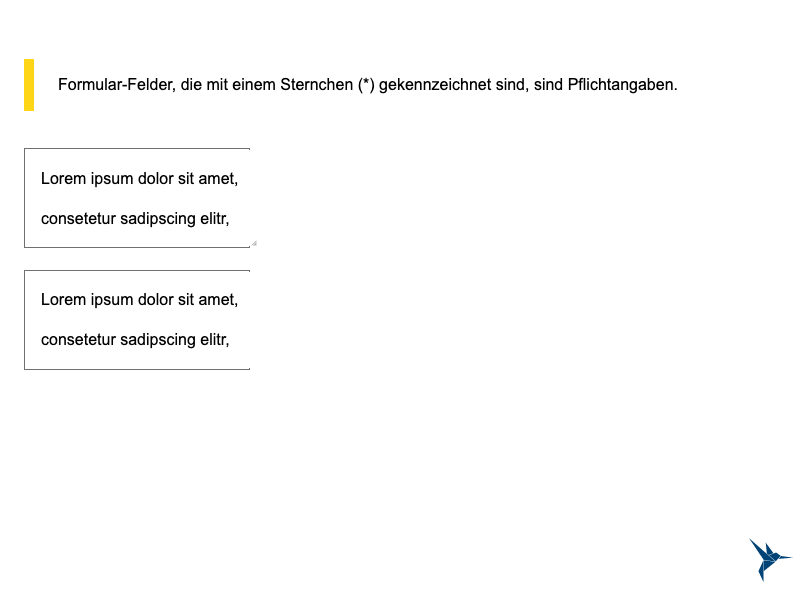 Formular-Felder, die mit einem Sternchen (*) gekennzeichnet sind, sind Pflichtangaben.
Lorem ipsum dolor sit amet,
consetetur sadipscing elitr,
Lorem ipsum dolor sit amet,
consetetur sadipscing elitr,